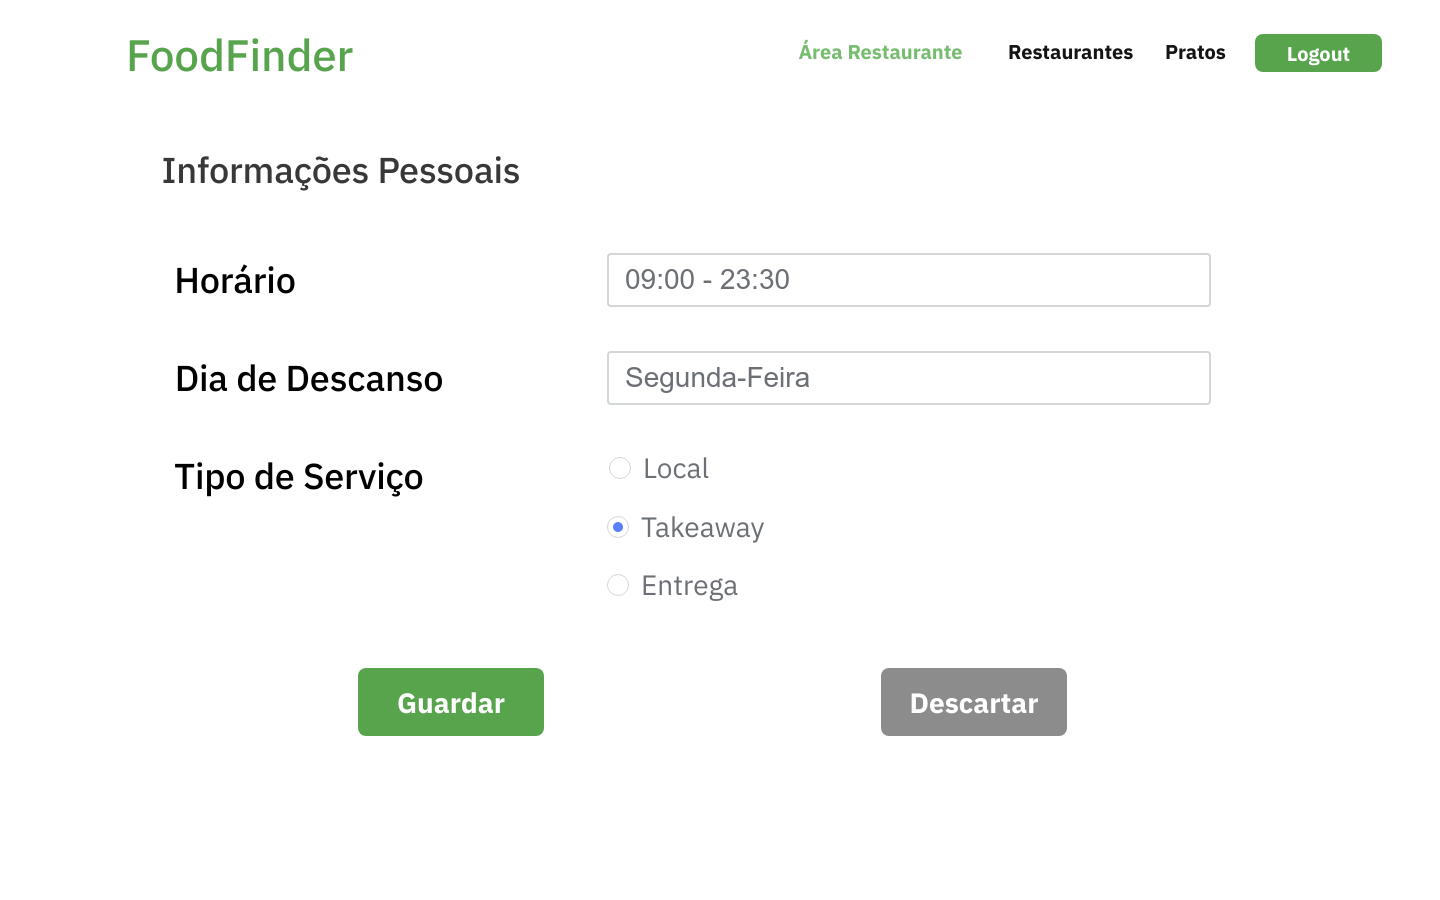 FoodFinder
Área Restaurante Restaurantes Pratos Logout
Informações Pessoais
Horário 09:00 - 23:30
Dia de Descanso Segunda-Feira
Tipo de Serviço Local
Takeaway
Entrega
Guardar Descartar